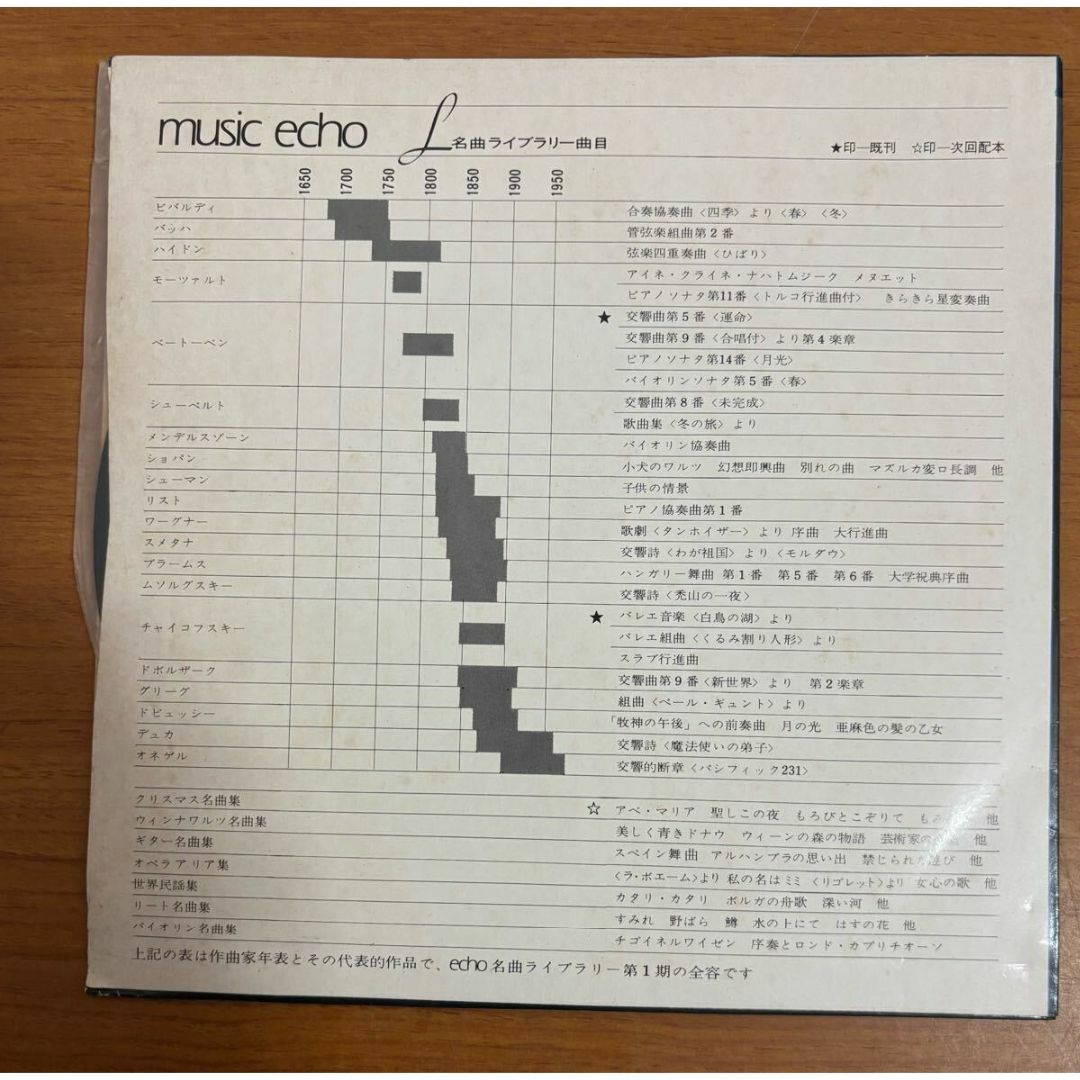 music echo L 名曲ライブラリー曲目 ★印—既刊 ☆印—次回配本
1650 1700 1750 1800 1850 1900 1950
ビバルディ 合奏協奏曲〈四季〉より〈春〉〈冬〉
バッハ 管弦楽組曲第2番
ハイドン 弦楽四重奏曲〈ひばり〉
モーツァルト アイネ・クライネ・ナハトムジーク メヌエット
ピアノソナタ第11番〈トルコ行進曲付〉 きらきら星変奏曲
★ 交響曲第5番〈運命〉
ベートーベン 交響曲第9番〈合唱付〉より第4楽章
ピアノソナタ第14番〈月光〉
バイオリンソナタ第5番〈春〉
シューベルト 交響曲第8番〈未完成〉
歌曲集〈冬の旅〉より
メンデルスゾーン バイオリン協奏曲
ショパン 小犬のワルツ 幻想即興曲 別れの曲 マズルカ変ロ長調 他
シューマン 子供の情景
リスト ピアノ協奏曲第1番
ワーグナー 歌劇〈タンホイザー〉より 序曲 大行進曲
スメタナ 交響詩〈わが祖国〉より〈モルダウ〉
ブラームス ハンガリー舞曲 第1番 第5番 第6番 大学祝典序曲
ムソルグスキー 交響詩〈禿山の一夜〉
★ バレエ音楽〈白鳥の湖〉より
チャイコフスキー バレエ組曲〈くるみ割り人形〉より
スラブ行進曲
ドボルザーク 交響曲第9番〈新世界〉より 第2楽章
グリーグ 組曲〈ペール・ギュント〉より
ドビュッシー 「牧神の午後」への前奏曲 月の光 亜麻色の髪の乙女
デュカ 交響詩〈魔法使いの弟子〉
オネゲル 交響的断章〈パシフィック231〉
クリスマス名曲集 ☆ アベ・マリア 聖しこの夜 もろびとこぞりて 他
ウィンナワルツ名曲集 美しく青きドナウ ウィーンの森の物語 芸術家の 他
ギター名曲集 スペイン舞曲 アルハンブラの思い出 禁じられた遊び 他
オペラアリア集 〈ラ・ボエーム〉より 私の名はミミ 〈リゴレット〉より 女心の歌 他
世界民謡集 カタリ・カタリ ボルガの舟歌 深い河 他
リート名曲集 すみれ 野ばら 鱒 水の上にて はすの花 他
バイオリン名曲集 チゴイネルワイゼン 序奏とロンド・カプリチオーソ
上記の表は作曲家年表とその代表的作品で、echo名曲ライブラリー第1期の全容です